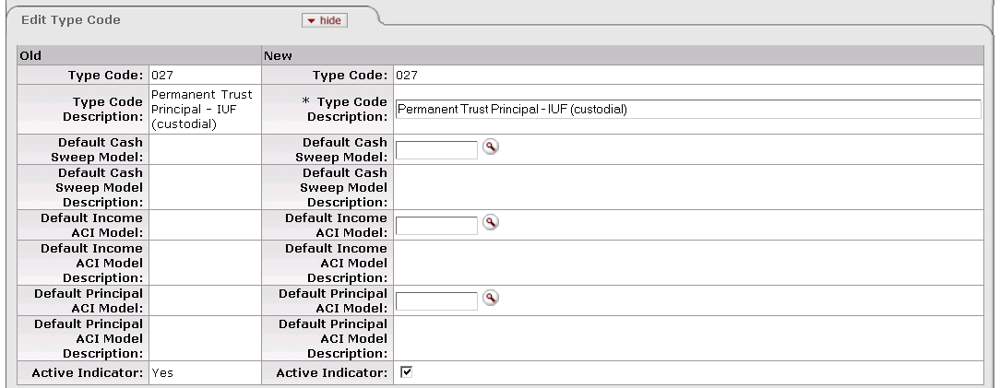 Edit Type Code
hide
Old New
Type Code: 027 Type Code: 027
Type Code Description: Permanent Trust Principal - IUF (custodial) * Type Code Description: Permanent Trust Principal - IUF (custodial)
Default Cash Sweep Model: Default Cash Sweep Model:
Default Cash Sweep Model Description: Default Cash Sweep Model Description:
Default Income ACI Model: Default Income ACI Model:
Default Income ACI Model Description: Default Income ACI Model Description:
Default Principal ACI Model: Default Principal ACI Model:
Default Principal ACI Model Description: Default Principal ACI Model Description:
Active Indicator: Yes Active Indicator: